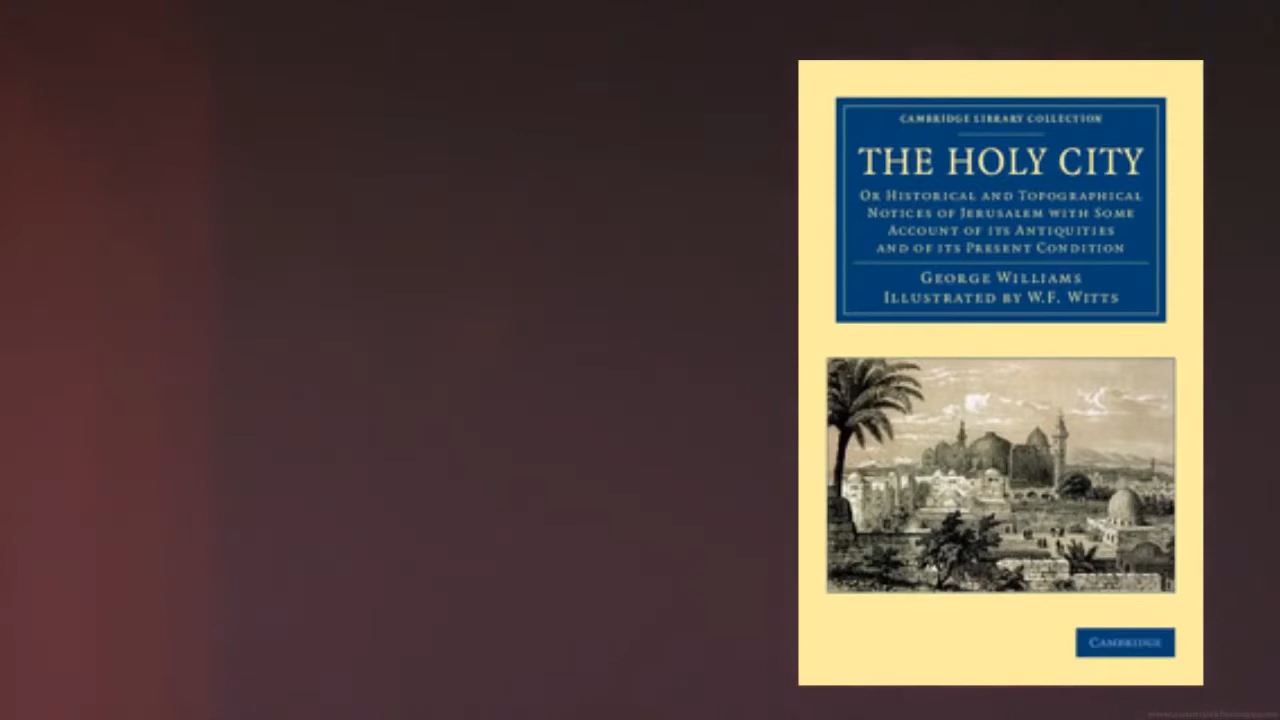 CAMBRIDGE LIBRARY COLLECTION
THE HOLY CITY
OR HISTORICAL AND TOPOGRAPHICAL
NOTICES OF JERUSALEM WITH SOME
ACCOUNT OF ITS ANTIQUITIES
AND OF ITS PRESENT CONDITION
GEORGE WILLIAMS
ILLUSTRATED BY W.F. WITTS
CAMBRIDGE